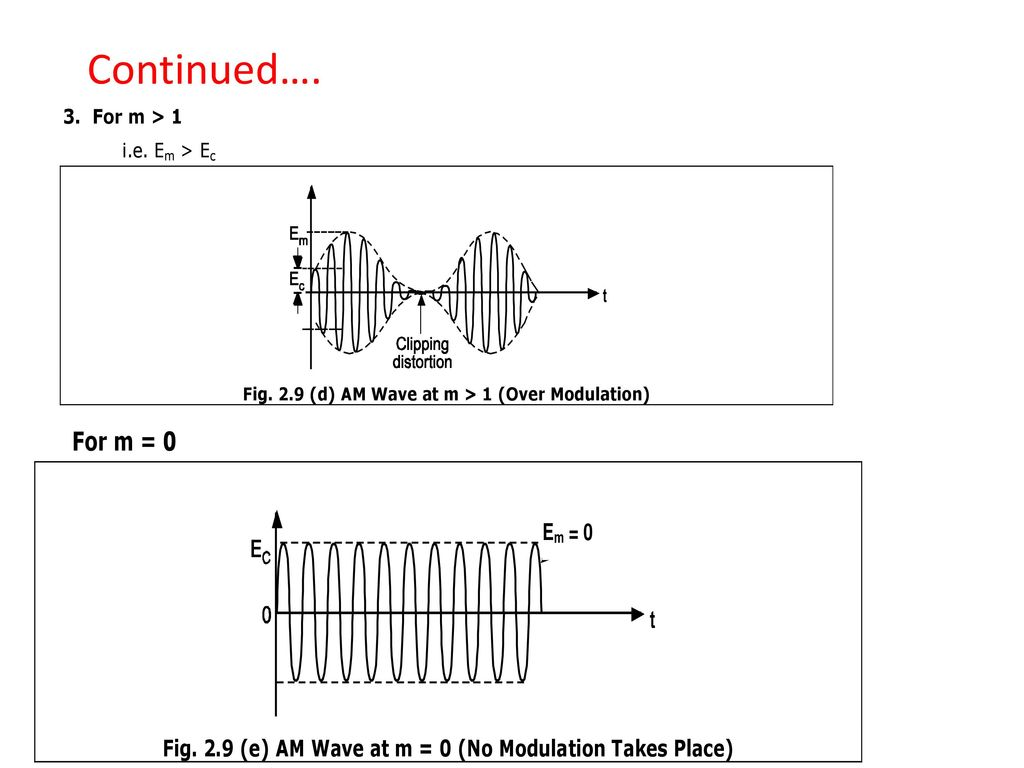 Continued….
3. For m > 1
i.e. Em > Ec
Em
Ec
t
Clipping
distortion
Fig. 2.9 (d) AM Wave at m > 1 (Over Modulation)
For m = 0
Em = 0
EC
0
t
Fig. 2.9 (e) AM Wave at m = 0 (No Modulation Takes Place)